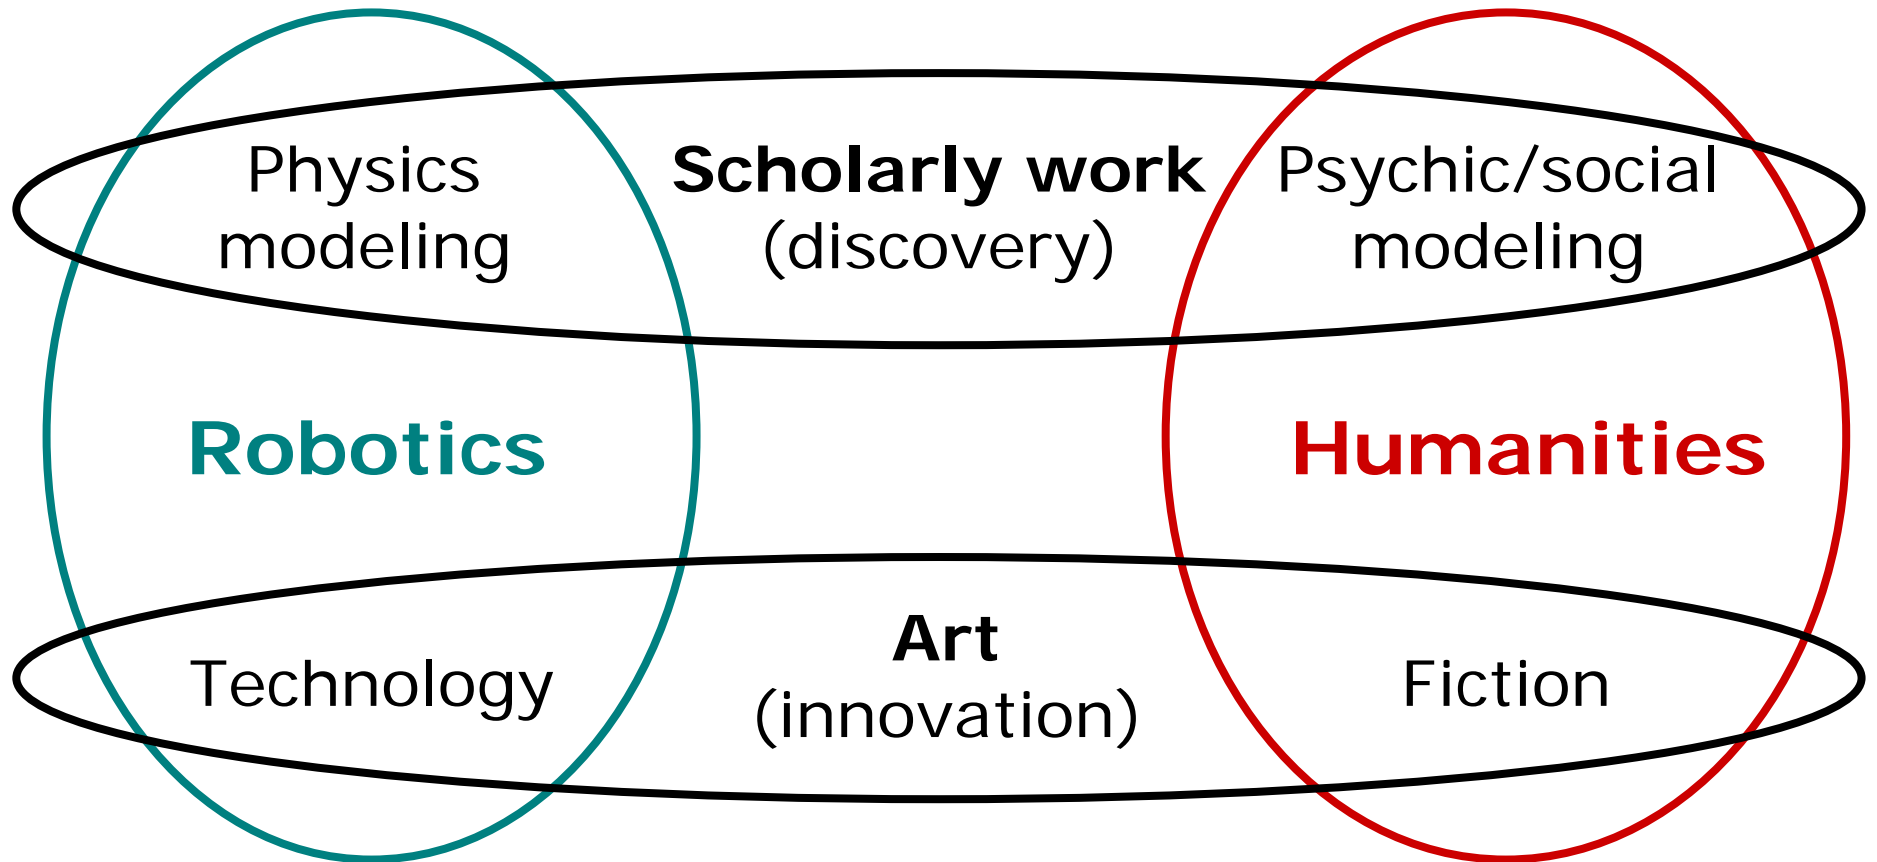 Physics
modeling
Scholarly work
(discovery)
Psychic/social
modeling
Robotics
Humanities
Technology
Art
(innovation)
Fiction